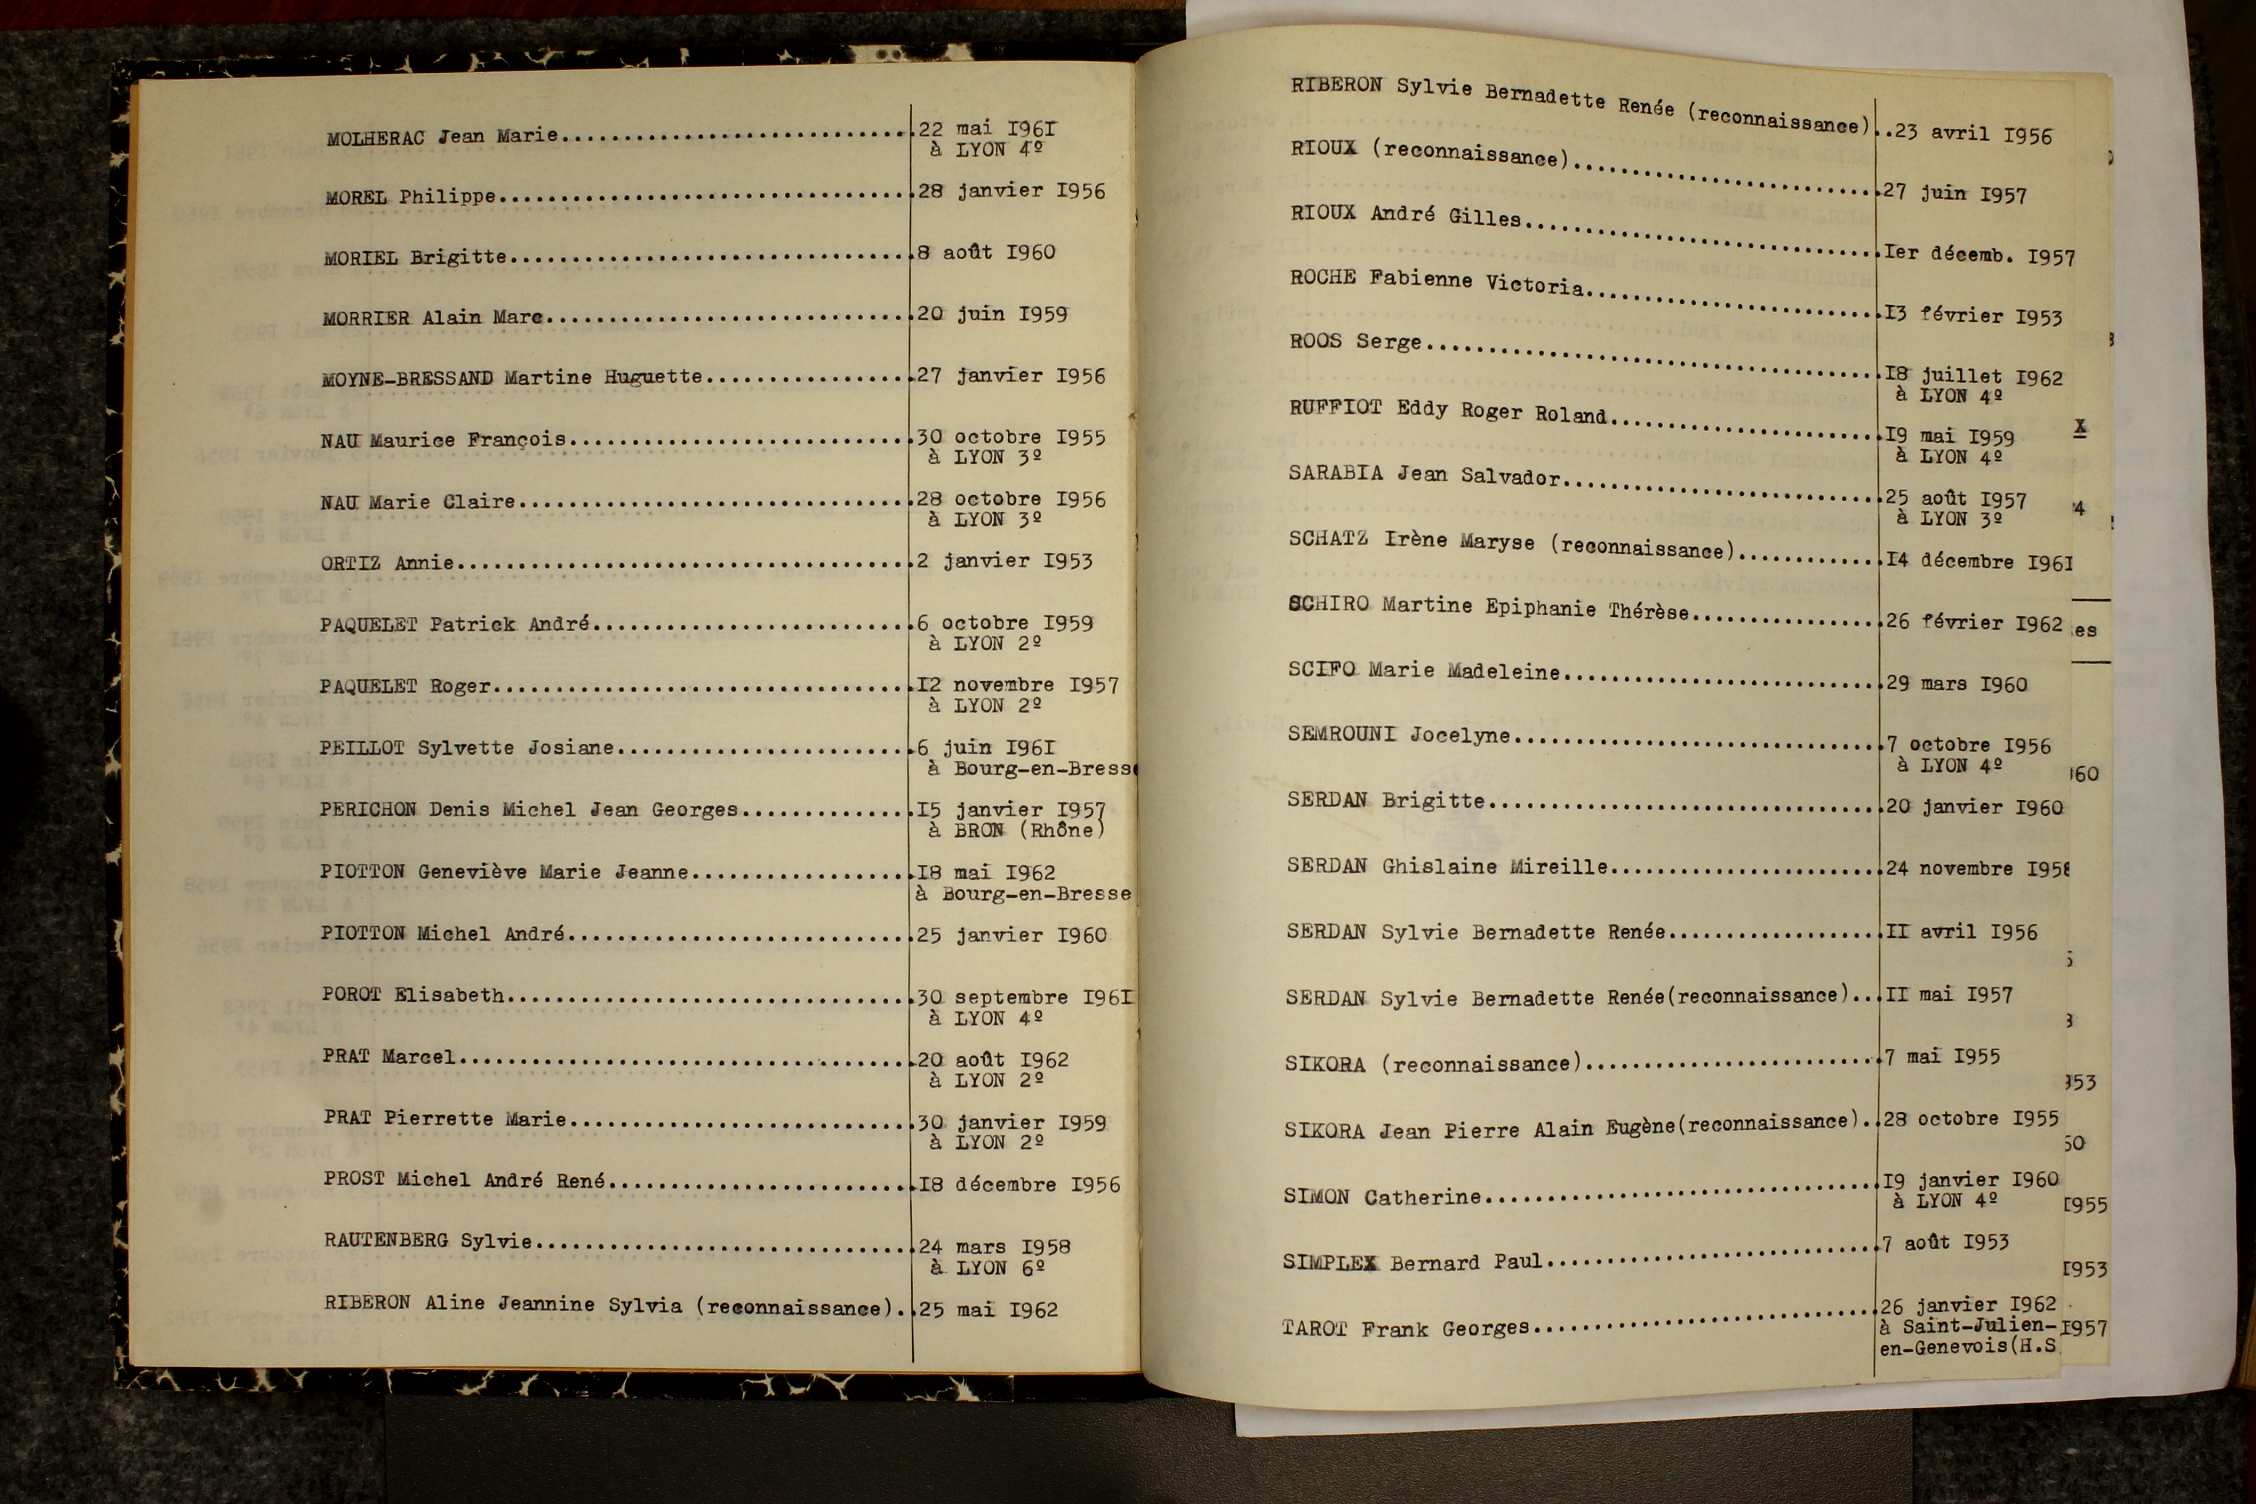 MOLHERAC Jean Marie.............................22 mai I96I
à LYON 4º
MOREL Philippe..................................28 janvier I956
MORIEL Brigitte.................................8 août I960
MORRIER Alain Marc..............................20 juin I959
MOYNE-BRESSAND Martine Huguette.................27 janvier I956
NAU Maurice François............................30 octobre I955
à LYON 3º
NAU Marie Claire................................28 octobre I956
à LYON 3º
ORTIZ Annie.....................................2 janvier I953
PAQUELET Patrick André..........................6 octobre I959
à LYON 2º
PAQUELET Roger..................................I2 novembre I957
à LYON 2º
PEILLOT Sylvette Josiane........................6 juin I96I
à Bourg-en-Bresse
PERICHON Denis Michel Jean Georges..............I5 janvier I957
à BRON (Rhône)
PIOTTON Geneviève Marie Jeanne..................I8 mai I962
à Bourg-en-Bresse
PIOTTON Michel André............................25 janvier I960
POROT Elisabeth.................................30 septembre I96I
à LYON 4º
PRAT Marcel.....................................20 août I962
à LYON 2º
PRAT Pierrette Marie............................30 janvier I959
à LYON 2º
PROST Michel André René.........................I8 décembre I956
RAUTENBERG Sylvie...............................24 mars I958
à LYON 6º
RIBERON Aline Jeannine Sylvia (reconnaissance)..25 mai I962
RIBERON Sylvie Bernadette Renée (reconnaissance)..23 avril I956
RIOUX (reconnaissance)..........................27 juin I957
RIOUX André Gilles..............................Ier décemb. I957
ROCHE Fabienne Victoria.........................I3 février I953
ROOS Serge......................................I8 juillet I962
à LYON 4º
RUFFIOT Eddy Roger Roland.......................I9 mai I959
à LYON 4º
SARABIA Jean Salvador...........................25 août I957
à LYON 3º
SCHATZ Irène Maryse (reconnaissance)............I4 décembre I96I
SCHIRO Martine Epiphanie Thérèse................26 février I962
SCIFO Marie Madeleine...........................29 mars I960
SEMROUNI Jocelyne...............................7 octobre I956
à LYON 4º
SERDAN Brigitte.................................20 janvier I960
SERDAN Ghislaine Mireille.......................24 novembre I958
SERDAN Sylvie Bernadette Renée..................II avril I956
SERDAN Sylvie Bernadette Renée(reconnaissance)...II mai I957
SIKORA (reconnaissance).........................7 mai I955
SIKORA Jean Pierre Alain Eugène(reconnaissance)..28 octobre I955
SIMON Catherine.................................I9 janvier I960
à LYON 4º
SIMPLEX Bernard Paul............................7 août I953
TAROT Frank Georges.............................26 janvier I962
à Saint-Julien-
en-Genevois(H.S
X
4
es
60
953
50
I955
I953
I957